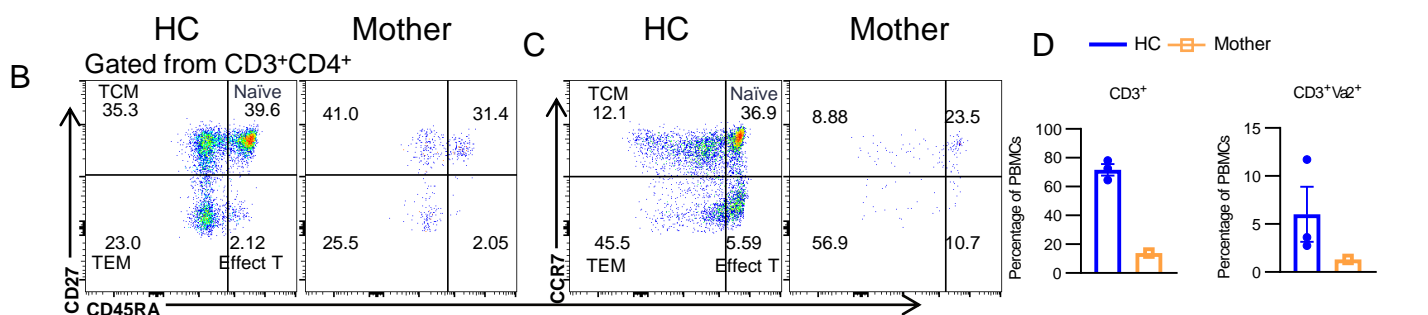 HC Mother
B
Gated from CD3⁺CD4⁺
TCM
35.3
Naïve
39.6
23.0
TEM
2.12
Effect T
41.0
31.4
25.5
2.05
CD27
CD45RA
C
HC Mother
TCM
12.1
Naïve
36.9
45.5
TEM
5.59
Effect T
8.88
23.5
56.9
10.7
CCR7
D
HC Mother
CD3⁺
Percentage of PBMCs
100
80
60
40
20
0
CD3⁺Va2⁺
Percentage of PBMCs
15
10
5
0